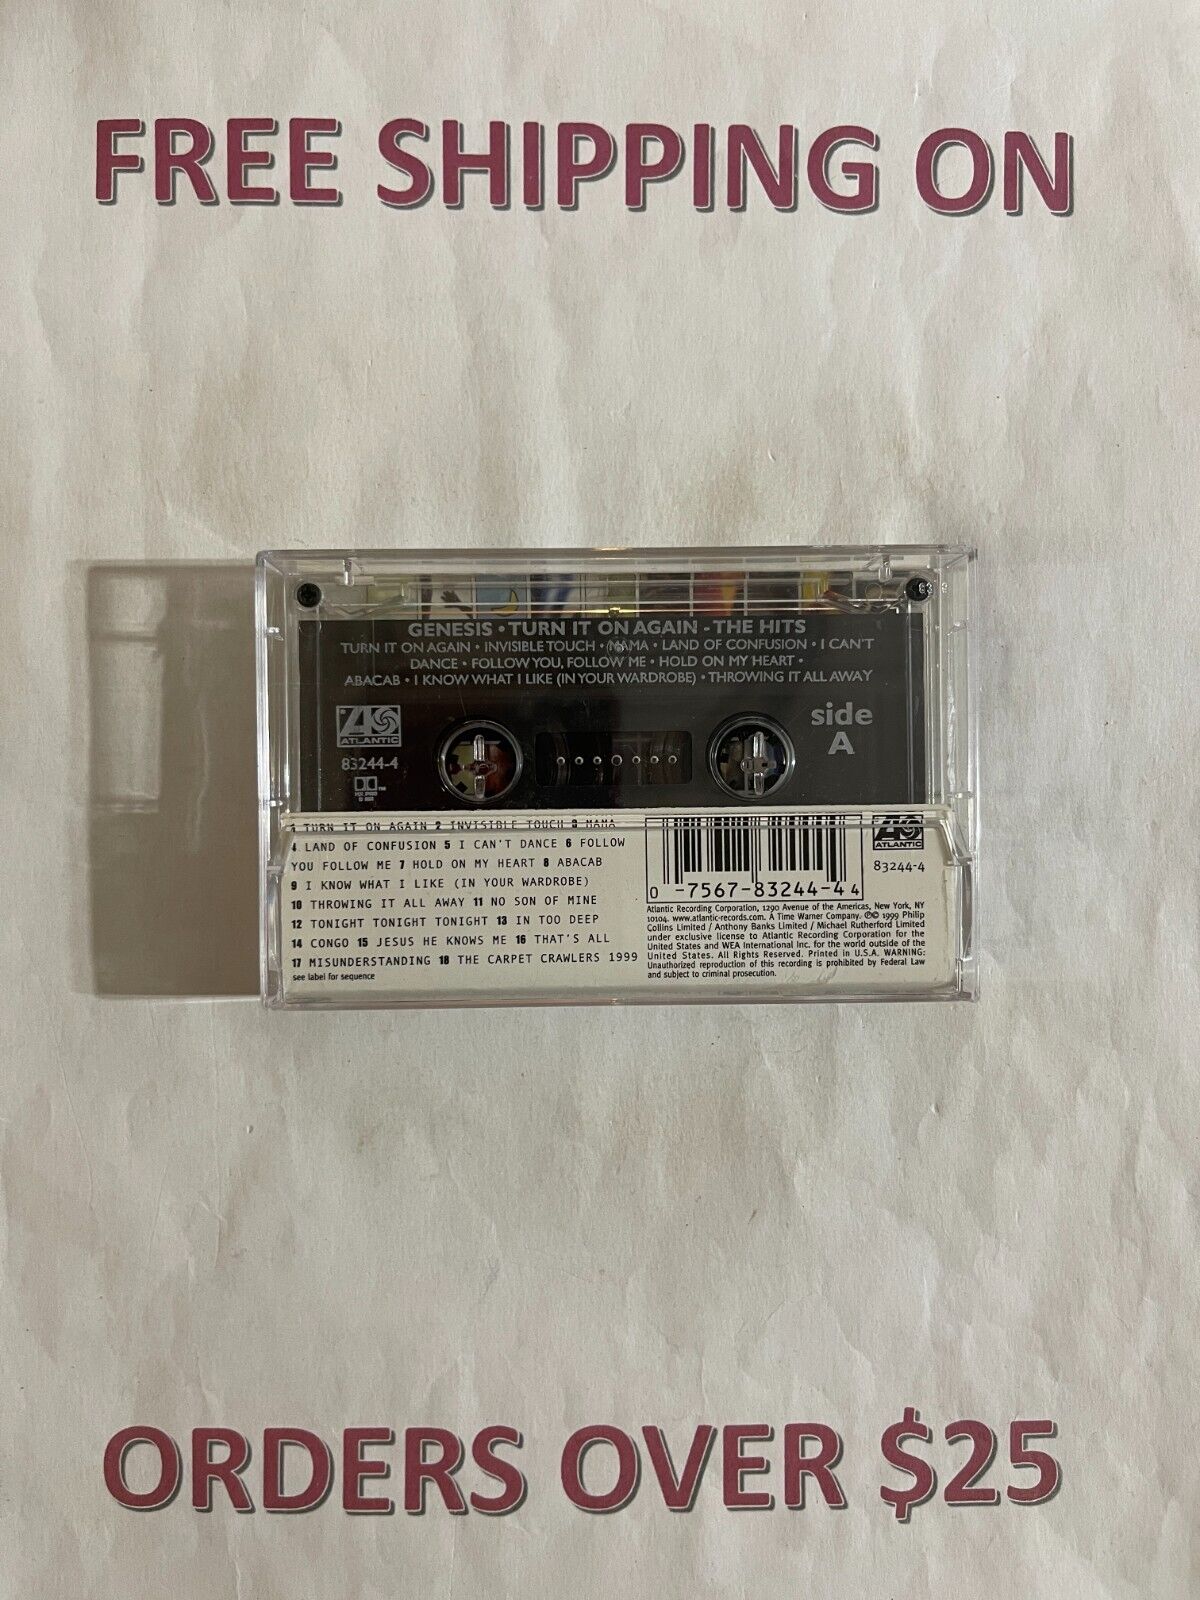 FREE SHIPPING ON
GENESIS • TURN IT ON AGAIN - THE HITS
TURN IT ON AGAIN • INVISIBLE TOUCH • MAMA • LAND OF CONFUSION • I CAN'T
DANCE • FOLLOW YOU, FOLLOW ME • HOLD ON MY HEART •
ABACAB • I KNOW WHAT I LIKE (IN YOUR WARDROBE) • THROWING IT ALL AWAY
side
A
ATLANTIC
83244-4
1 TURN IT ON AGAIN 2 INVISIBLE TOUCH 3 MAMA
4 LAND OF CONFUSION 5 I CAN'T DANCE 6 FOLLOW
YOU FOLLOW ME 7 HOLD ON MY HEART 8 ABACAB
9 I KNOW WHAT I LIKE (IN YOUR WARDROBE)
10 THROWING IT ALL AWAY 11 NO SON OF MINE
12 TONIGHT TONIGHT TONIGHT 13 IN TOO DEEP
14 CONGO 15 JESUS HE KNOWS ME 16 THAT'S ALL
17 MISUNDERSTANDING 18 THE CARPET CRAWLERS 1999
see label for sequence
0 -7567-83244-4 4
ATLANTIC
83244-4
Atlantic Recording Corporation, 1290 Avenue of the Americas, New York, NY
10104. www.atlantic-records.com. A Time Warner Company. ℗© 1999 Philip
Collins Limited / Anthony Banks Limited / Michael Rutherford Limited
under exclusive license to Atlantic Recording Corporation for the
United States and WEA International Inc. for the world outside of the
United States. All Rights Reserved. Printed in U.S.A. WARNING:
Unauthorized reproduction of this recording is prohibited by Federal Law
and subject to criminal prosecution.
ORDERS OVER $25